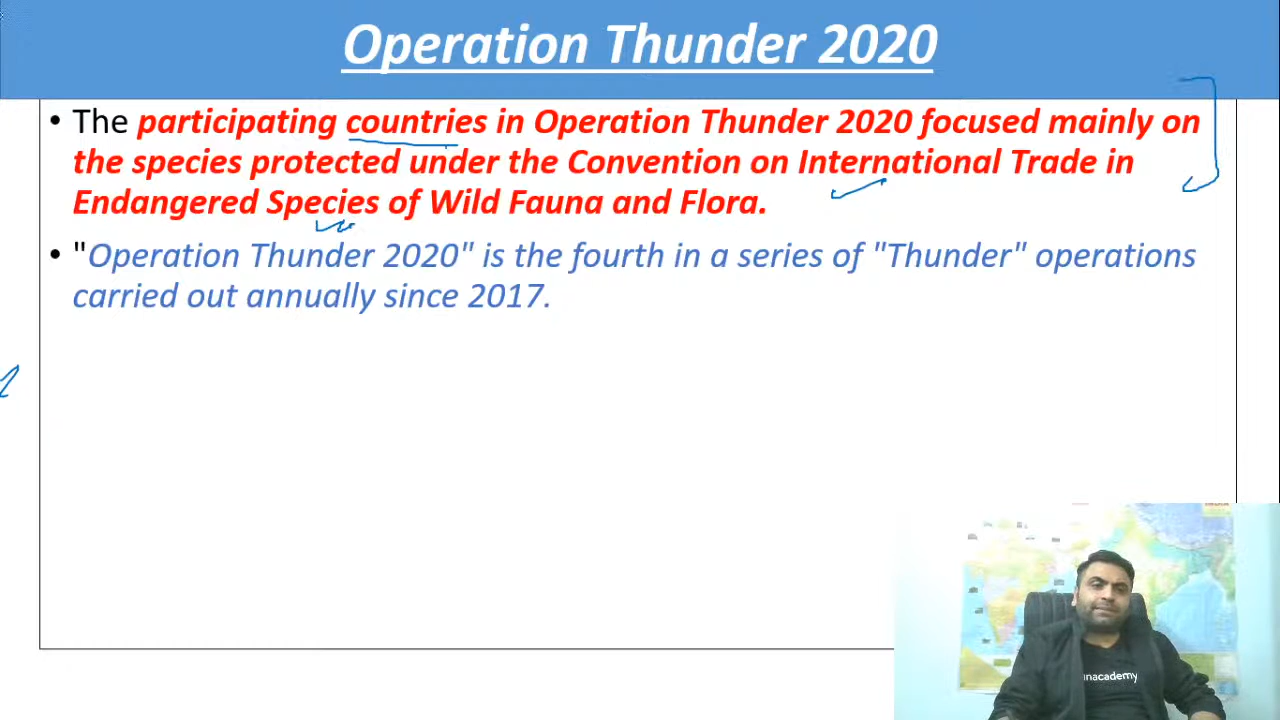 Operation Thunder 2020
• The participating countries in Operation Thunder 2020 focused mainly on
the species protected under the Convention on International Trade in
Endangered Species of Wild Fauna and Flora.
• "Operation Thunder 2020" is the fourth in a series of "Thunder" operations
carried out annually since 2017.
unacademy